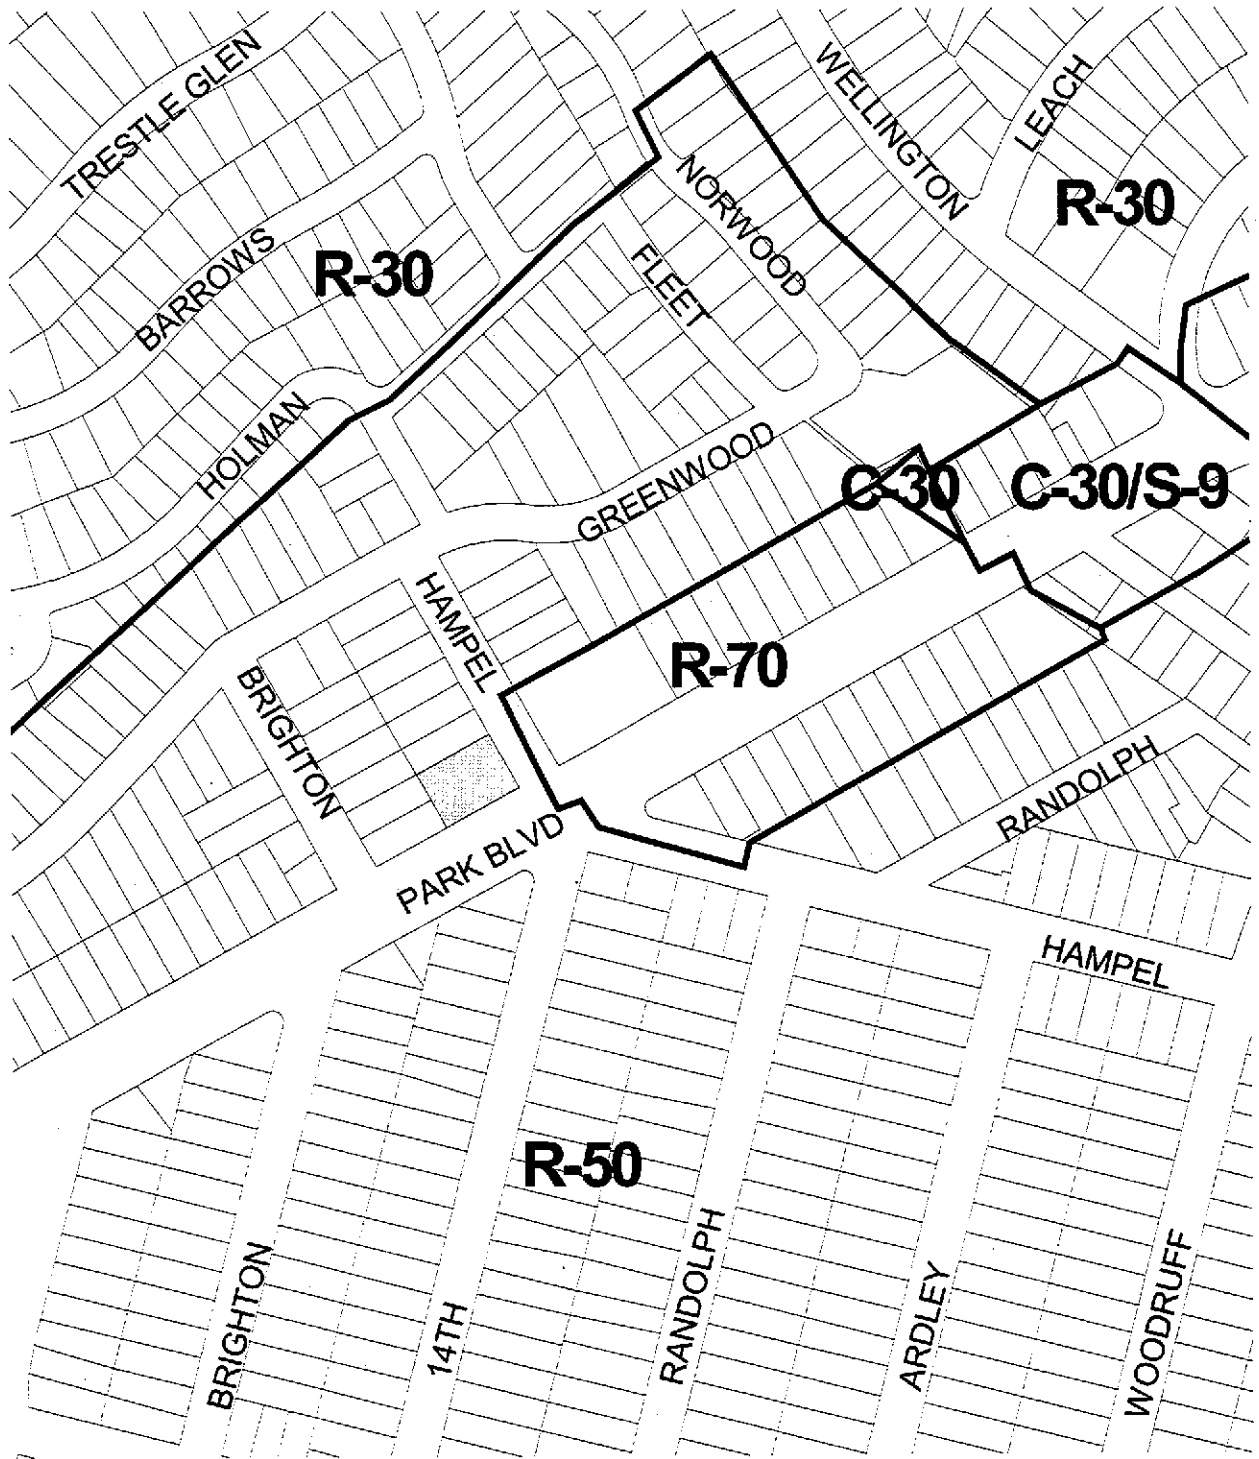 TRESTLE GLEN
WELLINGTON
LEACH
R-30
NORWOOD
BARROWS
R-30
FLEET
HOLMAN
GREENWOOD
C-30
C-30/S-9
HAMPEL
R-70
BRIGHTON
RANDOLPH
PARK BLVD
HAMPEL
R-50
BRIGHTON
14TH
RANDOLPH
ARDLEY
WOODRUFF